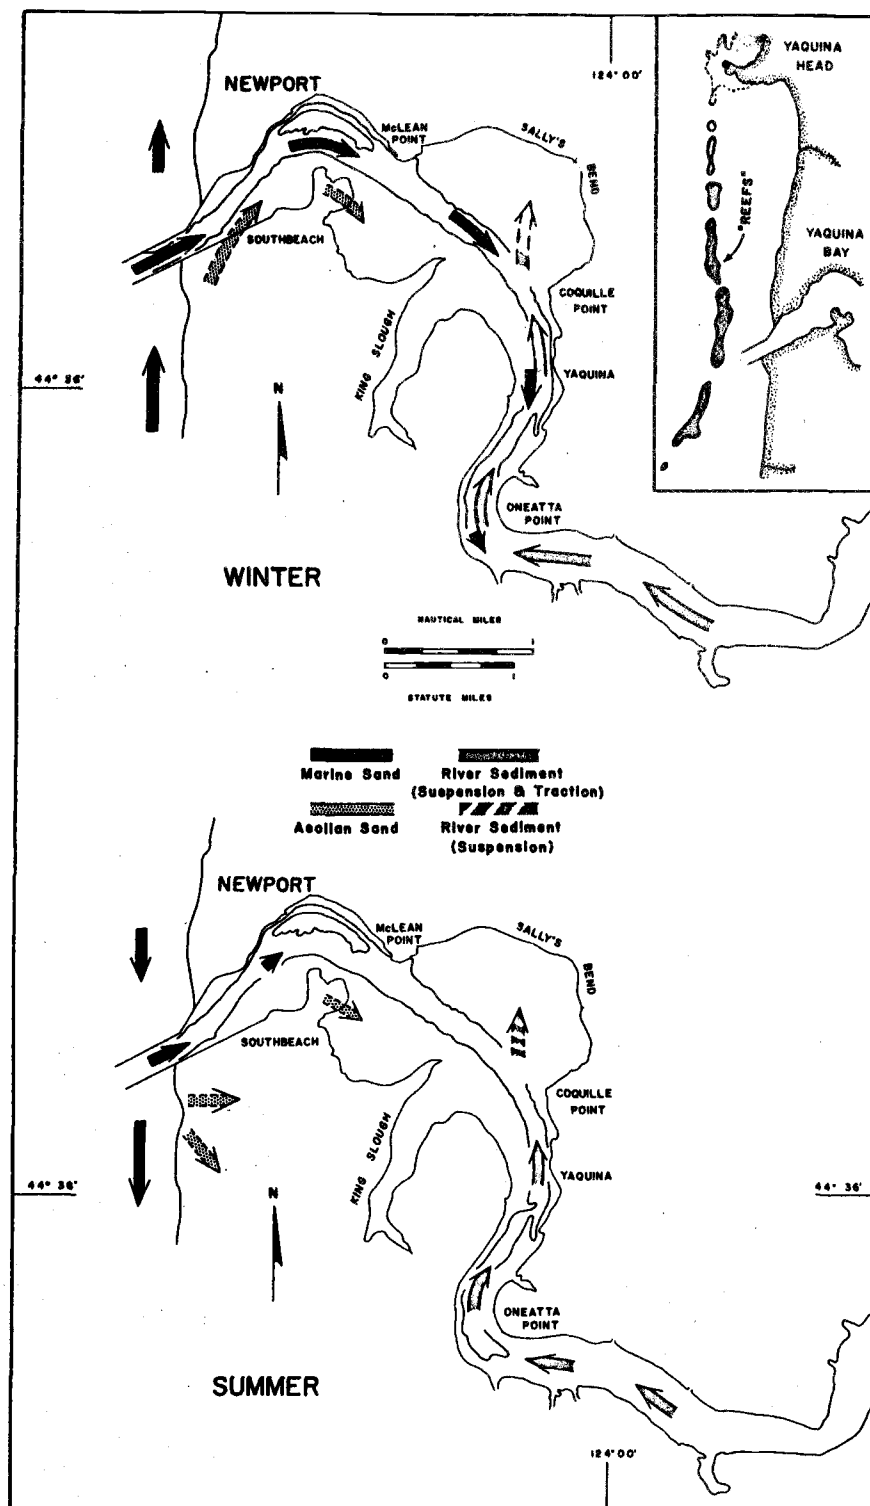 124° 00'
YAQUINA
HEAD
NEWPORT
McLEAN
POINT
SALLY'S
BEND
"REEFS"
YAQUINA
BAY
SOUTHBEACH
COQUILLE
POINT
KING SLOUGH
YAQUINA
44° 36'
N
ONEATTA
POINT
WINTER
NAUTICAL MILES
0 1
0 1
STATUTE MILES
Marine Sand
River Sediment
(Suspension & Traction)
Aeolian Sand
River Sediment
(Suspension)
NEWPORT
McLEAN
POINT
SALLY'S
BEND
SOUTHBEACH
COQUILLE
POINT
KING SLOUGH
YAQUINA
44° 36'
44° 36'
N
ONEATTA
POINT
SUMMER
124° 00'